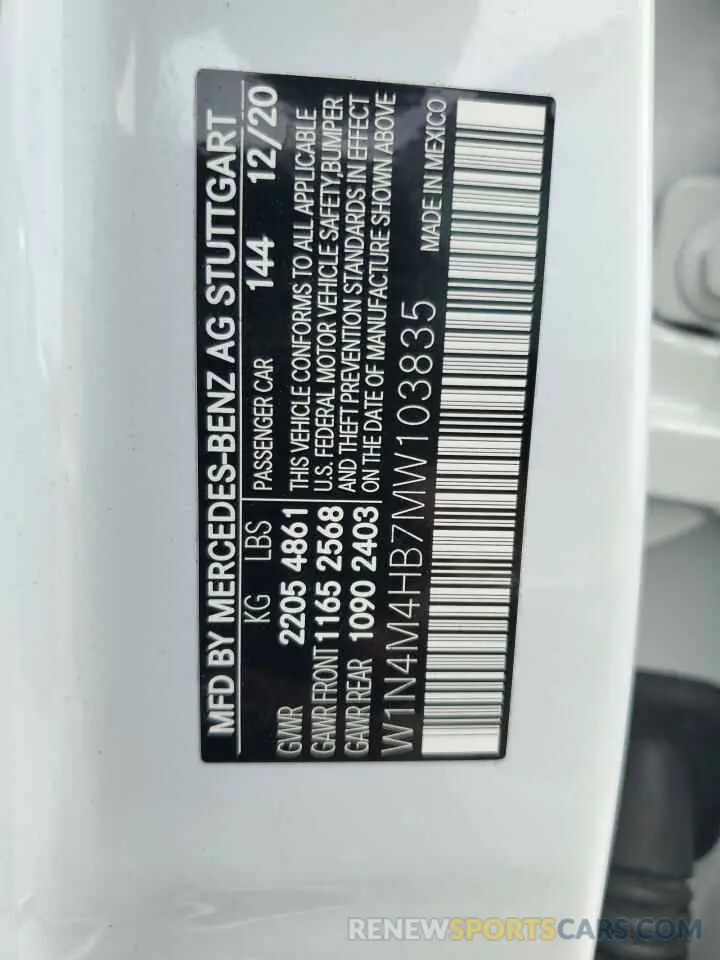 MFD BY MERCEDES-BENZ AG STUTTGART
KG LBS PASSENGER CAR 144 12/20
GVWR 2205 4861 THIS VEHICLE CONFORMS TO ALL APPLICABLE
GAWR FRONT 1165 2568 U.S. FEDERAL MOTOR VEHICLE SAFETY,BUMPER
GAWR REAR 1090 2403 AND THEFT PREVENTION STANDARDS IN EFFECT
ON THE DATE OF MANUFACTURE SHOWN ABOVE
W1N4M4HB7MW103835 MADE IN MEXICO
RENEWSPORTSCARS.COM